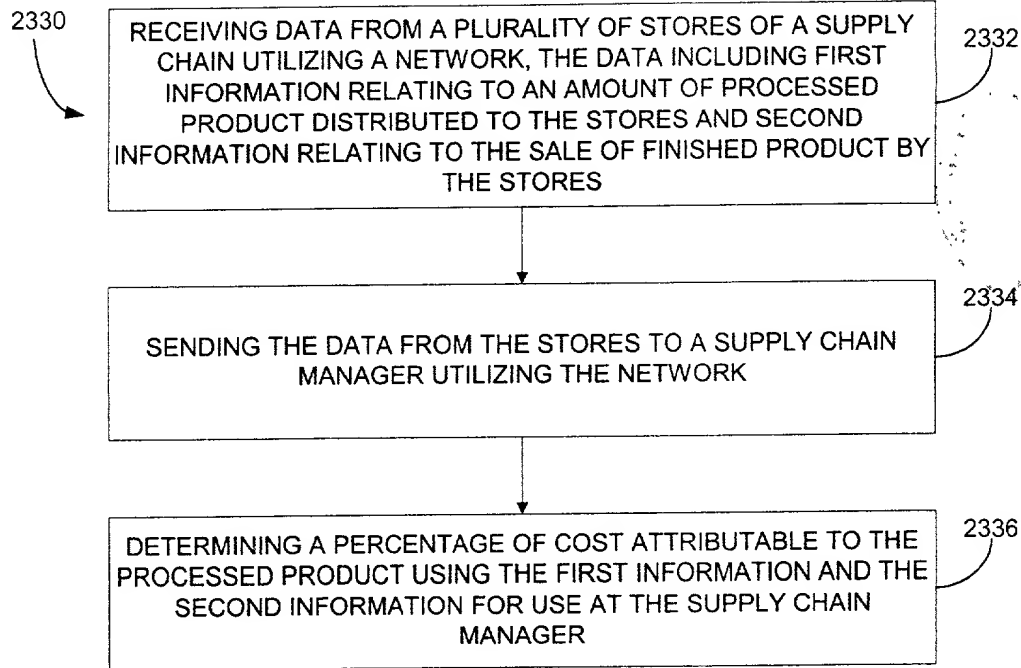 2330
RECEIVING DATA FROM A PLURALITY OF STORES OF A SUPPLY
CHAIN UTILIZING A NETWORK, THE DATA INCLUDING FIRST
INFORMATION RELATING TO AN AMOUNT OF PROCESSED
PRODUCT DISTRIBUTED TO THE STORES AND SECOND
INFORMATION RELATING TO THE SALE OF FINISHED PRODUCT BY
THE STORES
2332
SENDING THE DATA FROM THE STORES TO A SUPPLY CHAIN
MANAGER UTILIZING THE NETWORK
2334
DETERMINING A PERCENTAGE OF COST ATTRIBUTABLE TO THE
PROCESSED PRODUCT USING THE FIRST INFORMATION AND THE
SECOND INFORMATION FOR USE AT THE SUPPLY CHAIN
MANAGER
2336